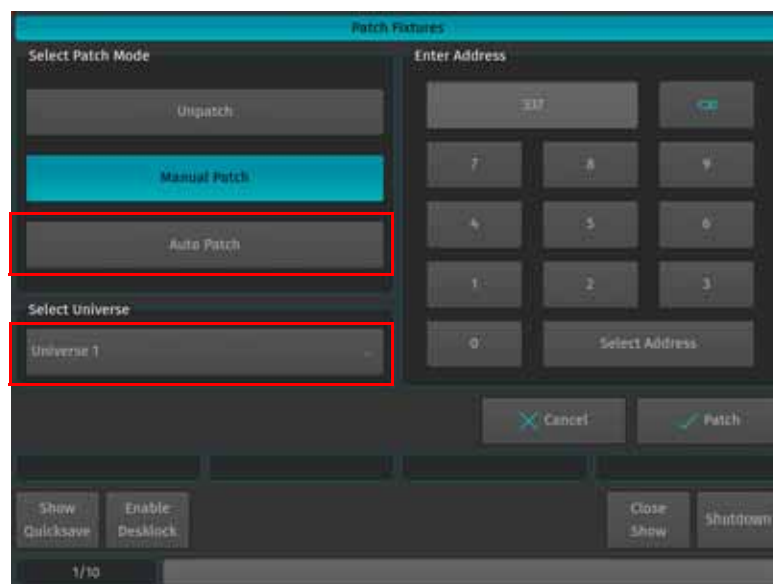 Patch Fixtures
Select Patch Mode
Unpatch
Manual Patch
Auto Patch
Select Universe
Universe 1
Enter Address
337
7 8 9
4 5 6
1 2 3
0 Select Address
Cancel Patch
Show Quicksave
Enable Desklock
Close Show
Shutdown
1/10